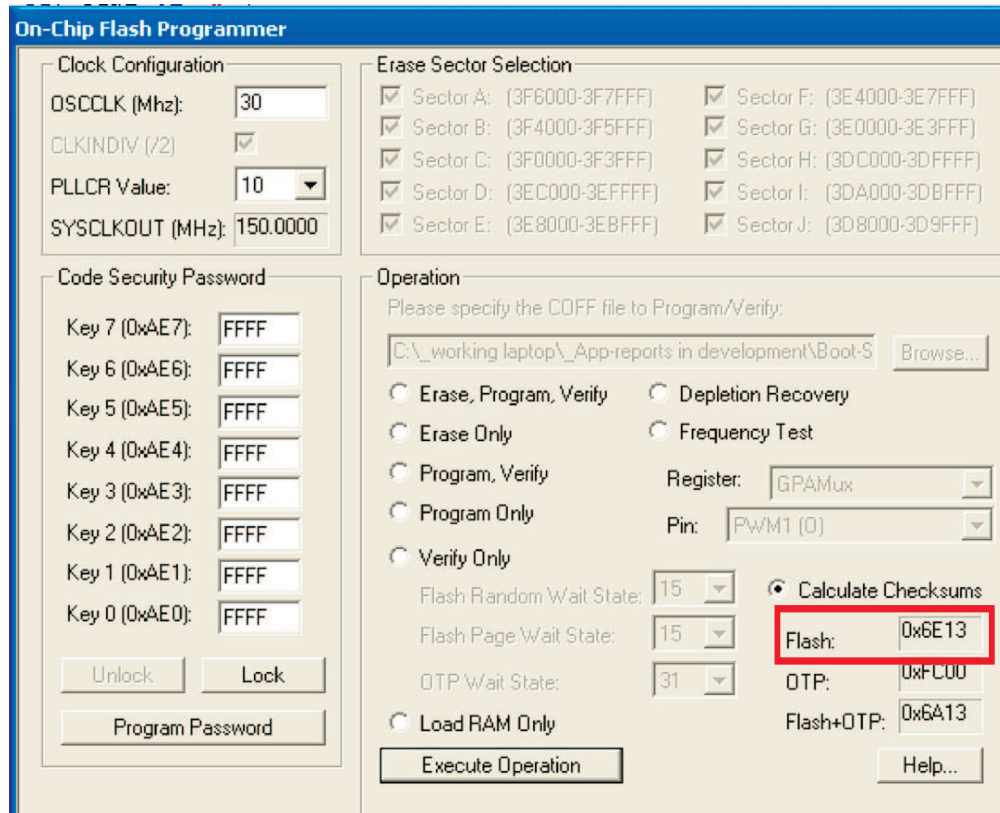 On-Chip Flash Programmer
Clock Configuration
OSCCLK (Mhz): 30
CLKINDIV (/2)
PLLCR Value: 10
SYSCLKOUT (MHz): 150.0000
Erase Sector Selection
Sector A: (3F6000-3F7FFF) Sector F: (3E4000-3E7FFF)
Sector B: (3F4000-3F5FFF) Sector G: (3E0000-3E3FFF)
Sector C: (3F0000-3F3FFF) Sector H: (3DC000-3DFFFF)
Sector D: (3EC000-3EFFFF) Sector I: (3DA000-3DBFFF)
Sector E: (3E8000-3EBFFF) Sector J: (3D8000-3D9FFF)
Code Security Password
Key 7 (0xAE7): FFFF
Key 6 (0xAE6): FFFF
Key 5 (0xAE5): FFFF
Key 4 (0xAE4): FFFF
Key 3 (0xAE3): FFFF
Key 2 (0xAE2): FFFF
Key 1 (0xAE1): FFFF
Key 0 (0xAE0): FFFF
Unlock Lock
Program Password
Operation
Please specify the COFF file to Program/Verify:
C:\_working laptop\_App-reports in development\Boot-S Browse...
Erase, Program, Verify Depletion Recovery
Erase Only Frequency Test
Program, Verify Register: GPAMux
Program Only Pin: PWM1 (0)
Verify Only
Flash Random Wait State: 15 Calculate Checksums
Flash Page Wait State: 15 Flash: 0x6E13
OTP Wait State: 31 OTP: 0xFC00
Load RAM Only Flash+OTP: 0x6A13
Execute Operation Help...